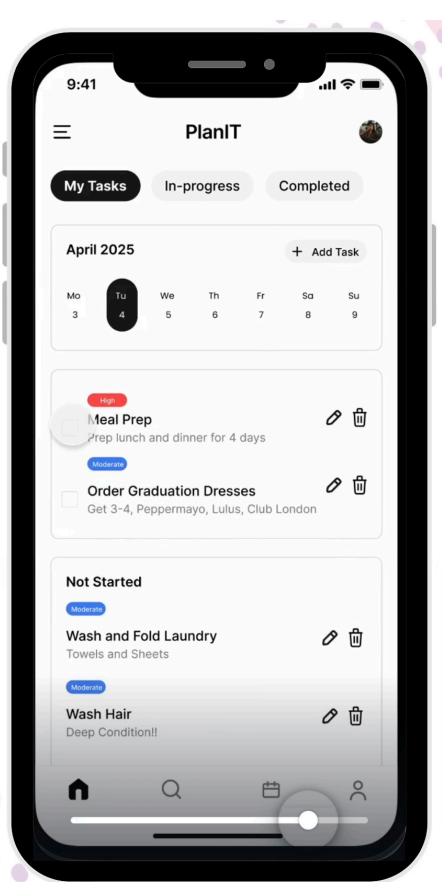 9:41
PlanIT
My Tasks In-progress Completed
April 2025
+ Add Task
Mo Tu We Th Fr Sa Su
3 4 5 6 7 8 9
High
Meal Prep
Prep lunch and dinner for 4 days
Moderate
Order Graduation Dresses
Get 3-4, Peppermayo, Lulus, Club London
Not Started
Moderate
Wash and Fold Laundry
Towels and Sheets
Moderate
Wash Hair
Deep Condition!!